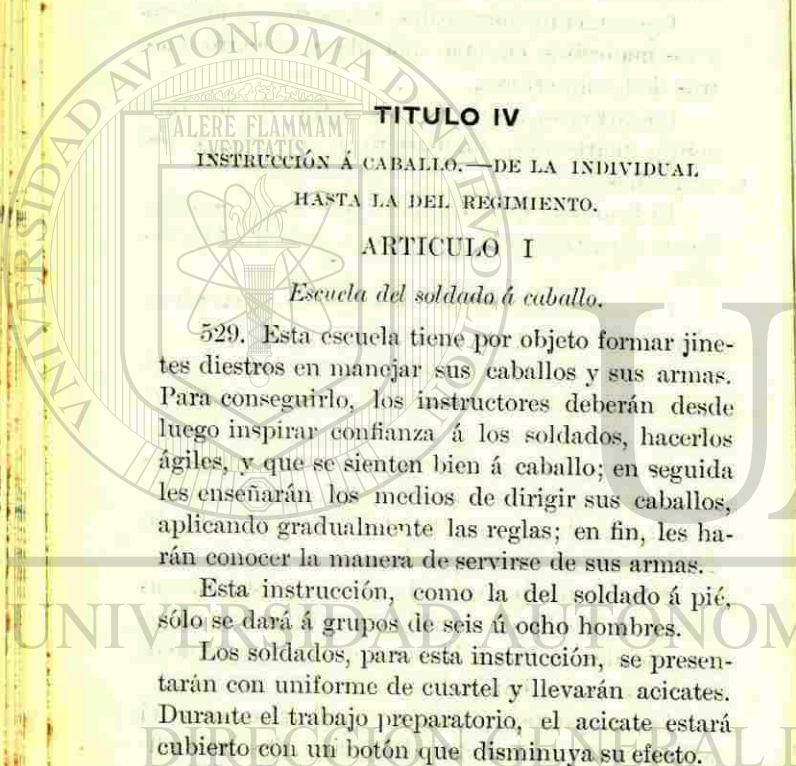 TITULO IV
INSTRUCCIÓN Á CABALLO.—DE LA INDIVIDUAL
HASTA LA DEL REGIMIENTO.
ARTICULO I
Escuela del soldado á caballo.
529. Esta escuela tiene por objeto formar jine-
tes diestros en manejar sus caballos y sus armas.
Para conseguirlo, los instructores deberán desde
luego inspirar confianza á los soldados, hacerlos
ágiles, y que se sienten bien á caballo; en seguida
les enseñarán los medios de dirigir sus caballos,
aplicando gradualmente las reglas; en fin, les ha-
rán conocer la manera de servirse de sus armas.
Esta instrucción, como la del soldado á pié,
sólo se dará á grupos de seis ú ocho hombres.
Los soldados, para esta instrucción, se presen-
tarán con uniforme de cuartel y llevarán acicates.
Durante el trabajo preparatorio, el acicate estará
cubierto con un botón que disminuya su efecto.
UNIVERSIDAD AVTONOMA D NVEVO LEON
ALERE FLAMMAM
VERITATIS
UA
UNIVERSIDAD AUTÓNOM
DIRECCIÓN GENERAL